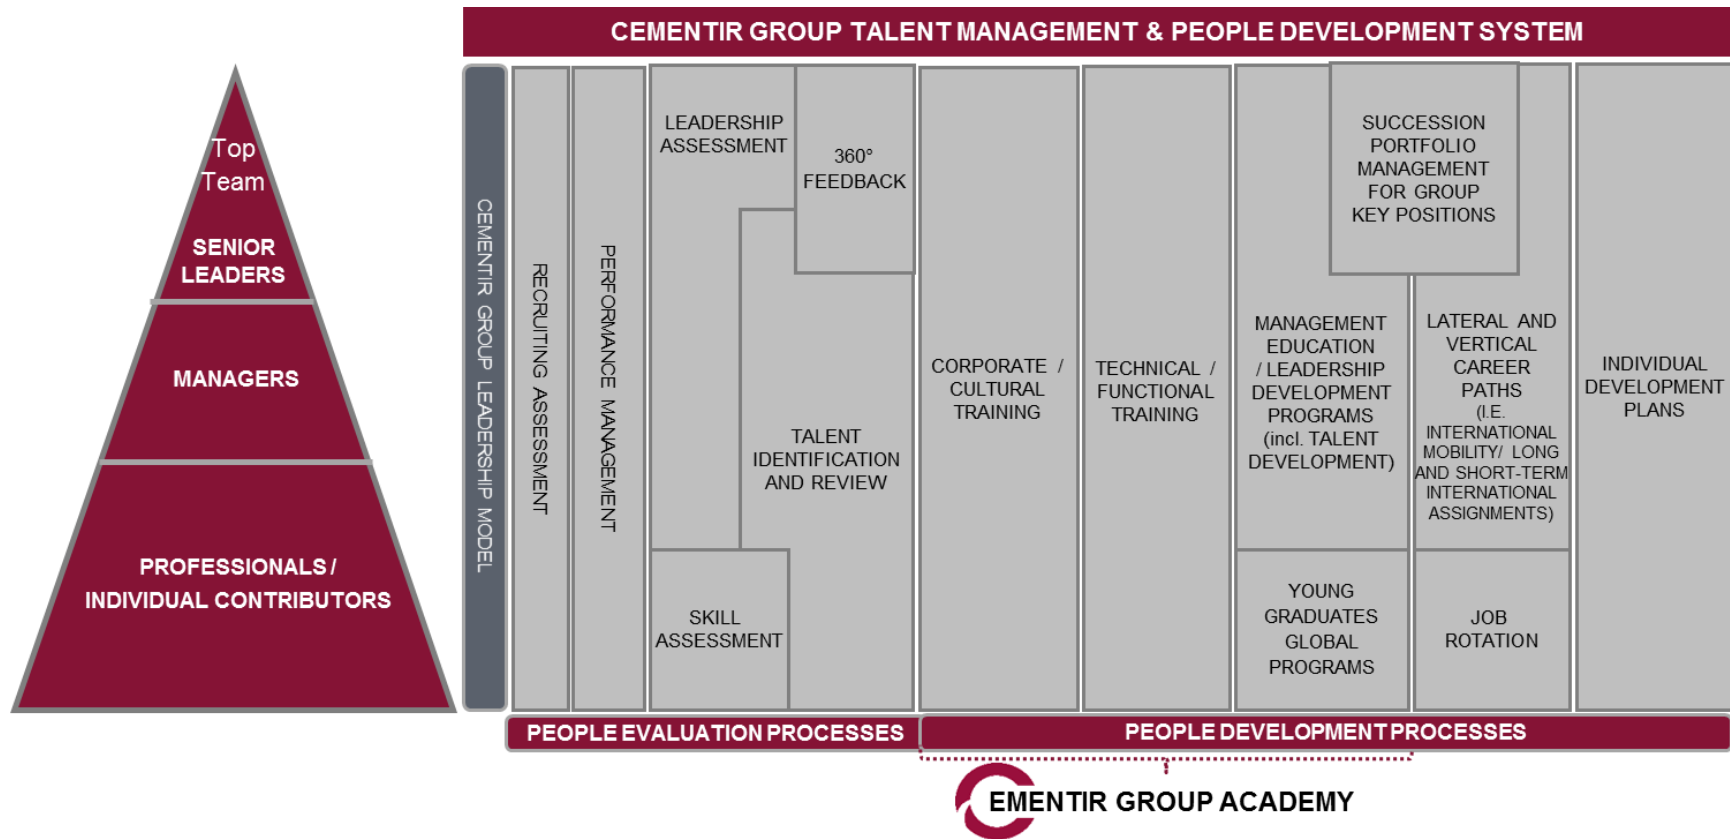 CEMENTIR GROUP TALENT MANAGEMENT & PEOPLE DEVELOPMENT SYSTEM
Top
Team
SENIOR
LEADERS
MANAGERS
PROFESSIONALS /
INDIVIDUAL CONTRIBUTORS
CEMENTIR GROUP LEADERSHIP MODEL
RECRUITING ASSESSMENT
PERFORMANCE MANAGEMENT
LEADERSHIP
ASSESSMENT
360°
FEEDBACK
TALENT
IDENTIFICATION
AND REVIEW
SKILL
ASSESSMENT
CORPORATE /
CULTURAL
TRAINING
TECHNICAL /
FUNCTIONAL
TRAINING
SUCCESSION
PORTFOLIO
MANAGEMENT
FOR GROUP
KEY POSITIONS
MANAGEMENT
EDUCATION
/ LEADERSHIP
DEVELOPMENT
PROGRAMS
(incl. TALENT
DEVELOPMENT)
LATERAL AND
VERTICAL
CAREER
PATHS
(I.E.
INTERNATIONAL
MOBILITY/ LONG
AND SHORT-TERM
INTERNATIONAL
ASSIGNMENTS)
YOUNG
GRADUATES
GLOBAL
PROGRAMS
JOB
ROTATION
INDIVIDUAL
DEVELOPMENT
PLANS
PEOPLE EVALUATION PROCESSES
PEOPLE DEVELOPMENT PROCESSES
CEMENTIR GROUP ACADEMY